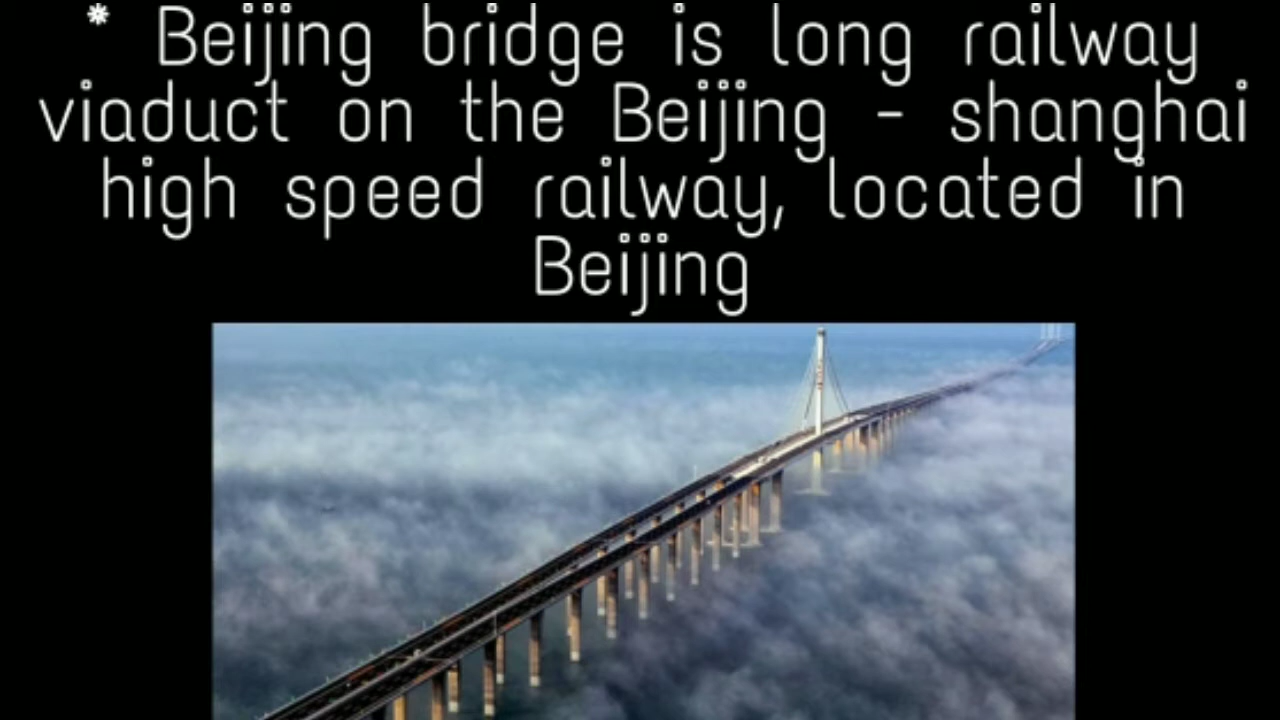 * Beijing bridge is long railway
viaduct on the Beijing - shanghai
high speed railway, located in
Beijing